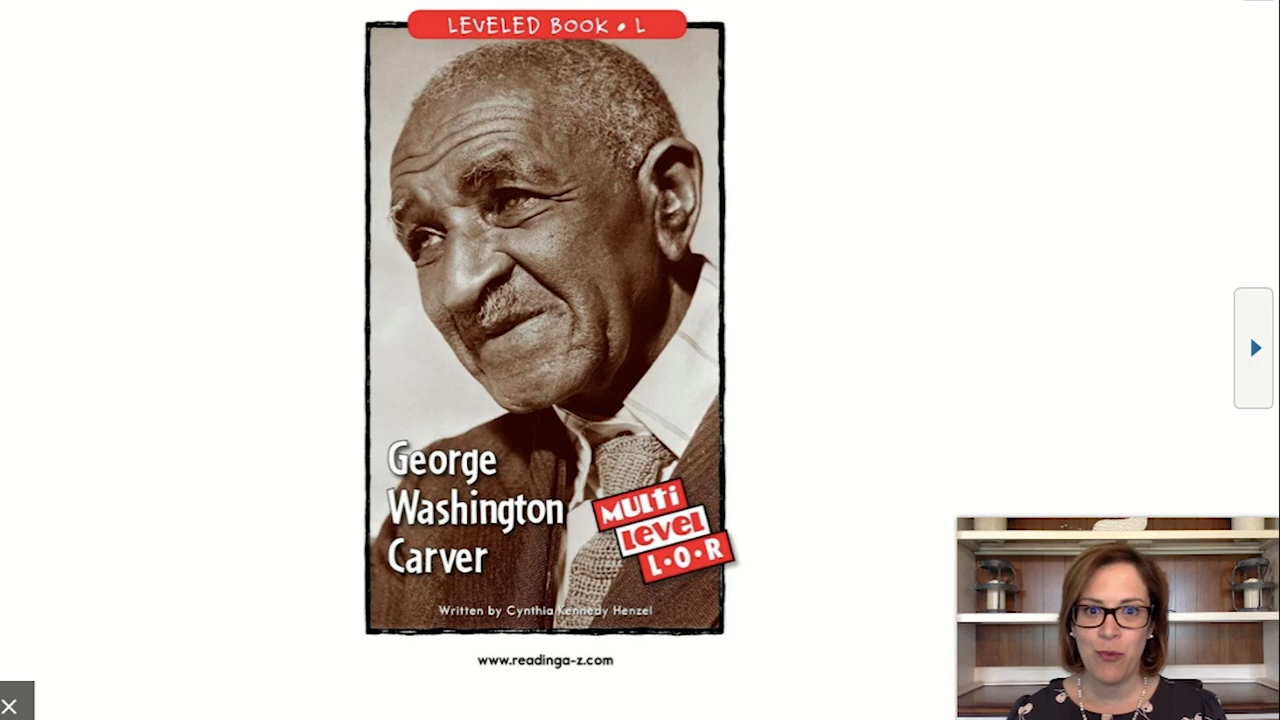 LEVELED BOOK • L
George
Washington
Carver
MULTi
LeVeL
L•O•R
Written by Cynthia Kennedy Henzel
www.readinga-z.com